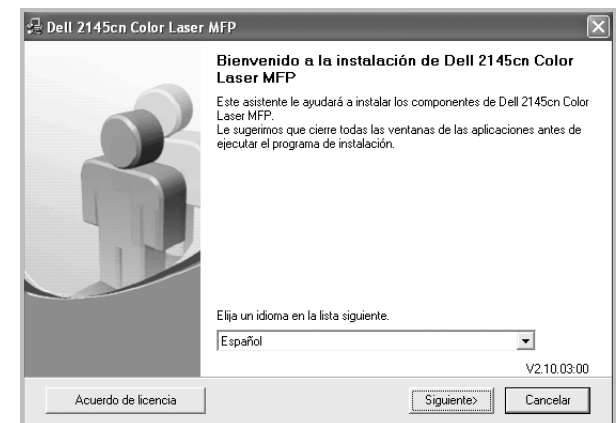 Dell 2145cn Color Laser MFP
Bienvenido a la instalación de Dell 2145cn Color
Laser MFP
Este asistente le ayudará a instalar los componentes de Dell 2145cn Color
Laser MFP.
Le sugerimos que cierre todas las ventanas de las aplicaciones antes de
ejecutar el programa de instalación.
Elija un idioma en la lista siguiente.
Español
V2.10.03:00
Acuerdo de licencia
Siguiente>
Cancelar